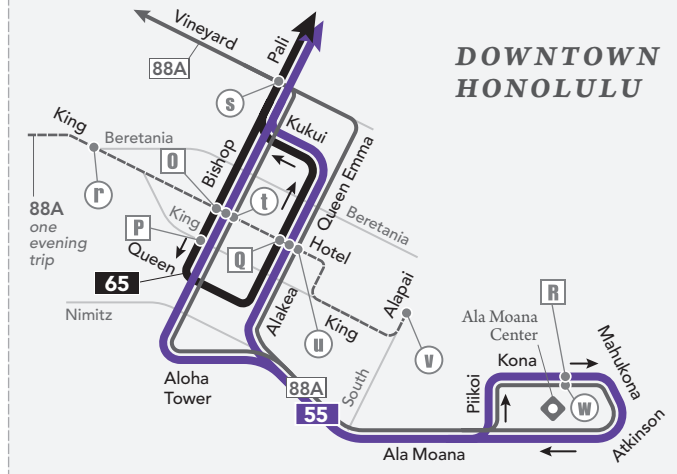 Vineyard
Pali
88A
DOWNTOWN
HONOLULU
s
Kukui
King
Beretania
Bishop
O
Queen Emma
r
t
88A
one
evening
trip
King
P
Beretania
Queen
Q
Hotel
65
Alapai
R
Nimitz
Alakea
King
Ala Moana
Center
Mahukona
u
v
Kona
Aloha
Tower
88A
South
Piikoi
w
55
Atkinson
Ala Moana